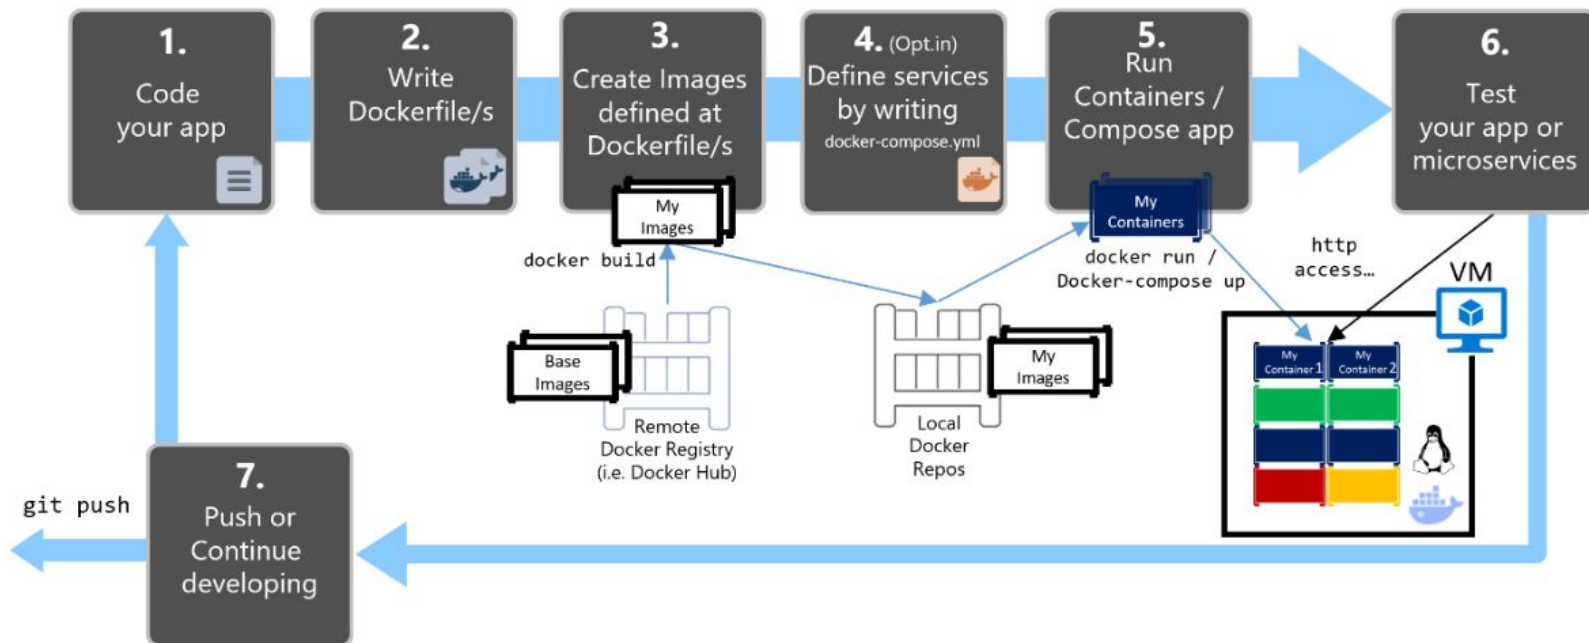 1.
Code
your app
2.
Write
Dockerfile/s
3.
Create Images
defined at
Dockerfile/s
My
Images
4. (Opt.in)
Define services
by writing
docker-compose.yml
5.
Run
Containers /
Compose app
My
Containers
6.
Test
your app or
microservices
docker build
docker run /
Docker-compose up
http
access…
VM
Base
Images
Remote
Docker Registry
(i.e. Docker Hub)
My
Images
Local
Docker
Repos
My
Container 1
My
Container 2
7.
Push or
Continue
developing
git push